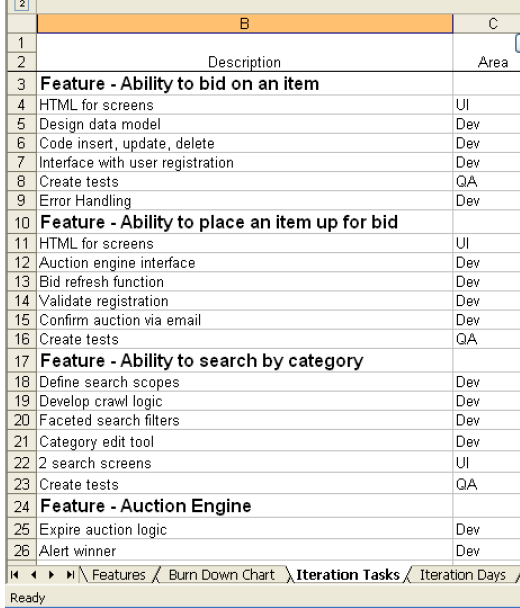 2
B C
1
2 Description Area
3 Feature - Ability to bid on an item
4 HTML for screens UI
5 Design data model Dev
6 Code insert, update, delete Dev
7 Interface with user registration Dev
8 Create tests QA
9 Error Handling Dev
10 Feature - Ability to place an item up for bid
11 HTML for screens UI
12 Auction engine interface Dev
13 Bid refresh function Dev
14 Validate registration Dev
15 Confirm auction via email Dev
16 Create tests QA
17 Feature - Ability to search by category
18 Define search scopes Dev
19 Develop crawl logic Dev
20 Faceted search filters Dev
21 Category edit tool Dev
22 2 search screens UI
23 Create tests QA
24 Feature - Auction Engine
25 Expire auction logic Dev
26 Alert winner Dev
Features Burn Down Chart Iteration Tasks Iteration Days
Ready